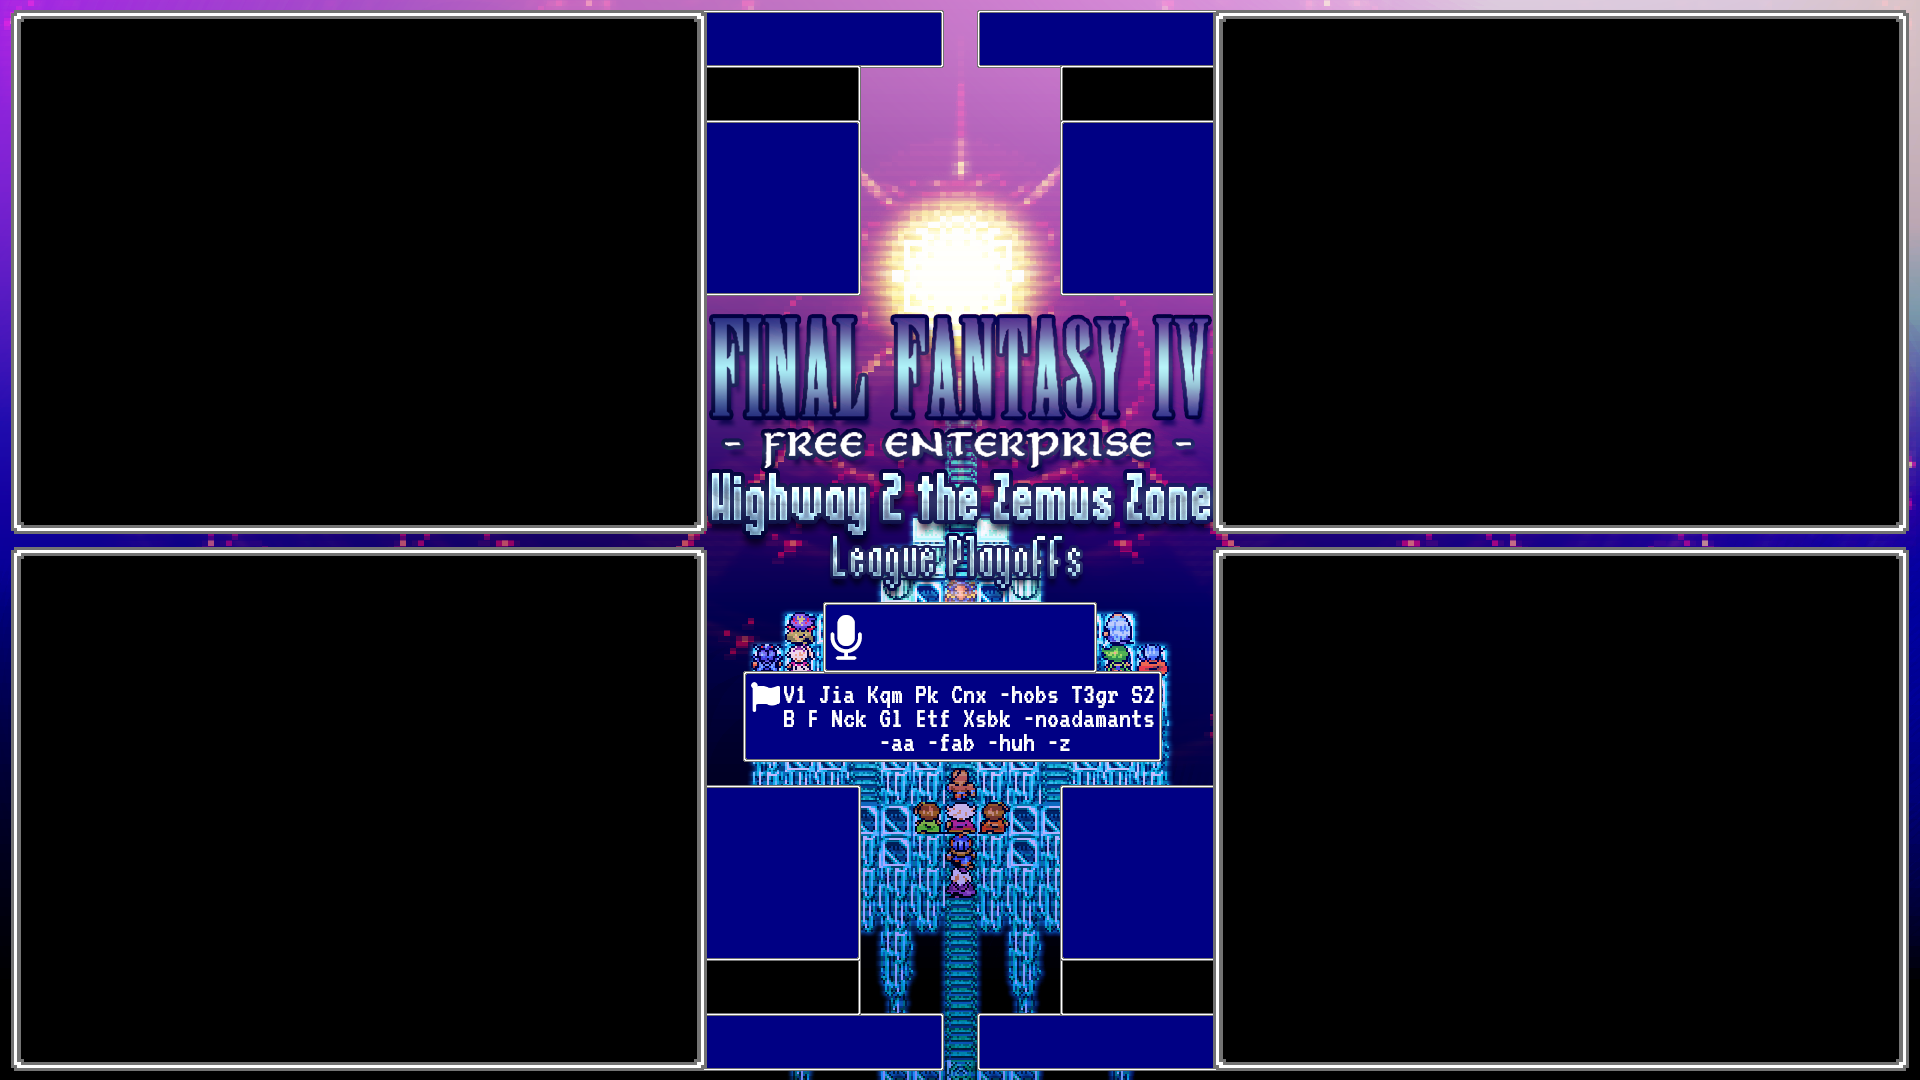 FINAL FANTASY IV
- FREE ENTERPRISE -
Highway 2 the Zemus Zone
League Playoffs
V1 Jia Kqm Pk Cnx -hobs T3gr S2
B F Nck Gl Etf Xsbk -noadamants
-aa -fab -huh -z